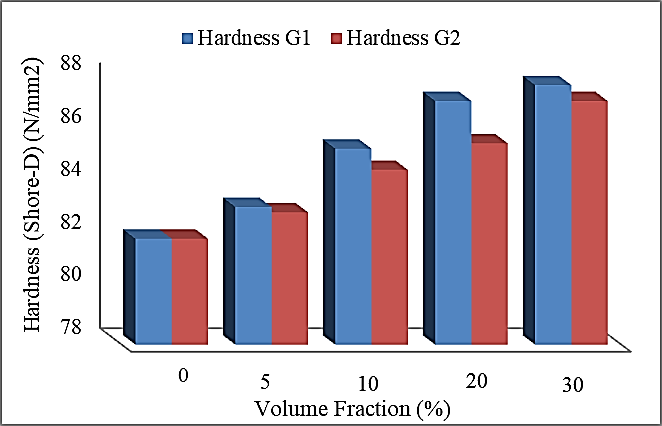 Hardness G1 Hardness G2
88
86
84
82
80
78
Hardness (Shore-D) (N/mm2)
0 5 10 20 30
Volume Fraction (%)